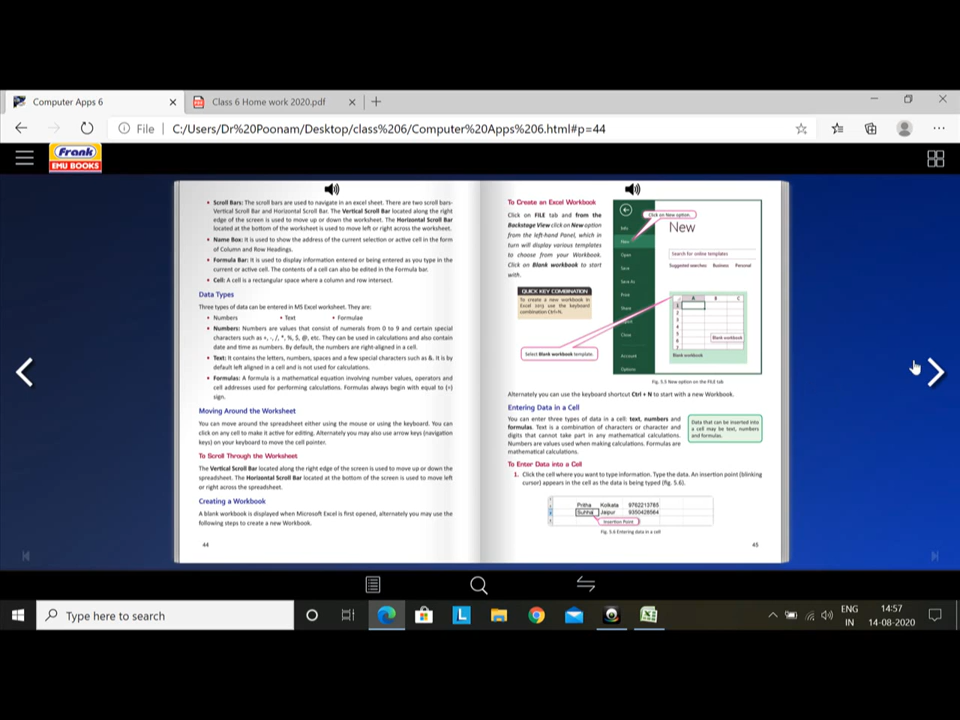 Computer Apps 6
Class 6 Home work 2020.pdf
File
C:/Users/Dr%20Poonam/Desktop/class%206/Computer%20Apps%206.html#p=44
Frank
EMU BOOKS
• Scroll Bars: The scroll bars are used to navigate in an excel sheet. There are two scroll bars-
Vertical Scroll Bar and Horizontal Scroll Bar. The Vertical Scroll Bar located along the right
edge of the screen is used to move up or down the worksheet. The Horizontal Scroll Bar
located at the bottom of the worksheet is used to move left or right across the worksheet.
• Name Box: It is used to show the address of the current selection or active cell in the form
of Column and Row Headings.
• Formula Bar: It is used to display information entered or being entered as you type in the
current or active cell. The contents of a cell can also be edited in the Formula bar.
• Cell: A cell is a rectangular space where a column and row intersect.
Data Types
Three types of data can be entered in MS Excel worksheet. They are:
• Numbers • Text • Formulae
• Numbers: Numbers are values that consist of numerals from 0 to 9 and certain special
characters such as +, -, /, *, %, $, @, etc. They can be used in calculations and also contain
date and time as numbers. By default, the numbers are right-aligned in a cell.
• Text: It contains the letters, numbers, spaces and a few special characters such as &. It is by
default left aligned in a cell and is not used for calculations.
• Formulas: A formula is a mathematical equation involving number values, operators and
cell addresses used for performing calculations. Formulas always begin with equal to (=)
sign.
Moving Around the Worksheet
You can move around the spreadsheet either using the mouse or using the keyboard. You can
click on any cell to make it active for editing. Alternately you may also use arrow keys (navigation
keys) on your keyboard to move the cell pointer.
To Scroll Through the Worksheet
The Vertical Scroll Bar located along the right edge of the screen is used to move up or down the
spreadsheet. The Horizontal Scroll Bar located at the bottom of the screen is used to move left
or right across the spreadsheet.
Creating a Workbook
A blank workbook is displayed when Microsoft Excel is first opened, alternately you may use the
following steps to create a new Workbook.
44
To Create an Excel Workbook
Click on FILE tab and from the
Backstage View click on New option
from the left-hand Panel, which in
turn will display various templates
to choose from your Workbook.
Click on Blank workbook to start
with.
QUICK KEY COMBINATION
To create a new workbook in
Excel 2013 use the keyboard
combination Ctrl+N.
Select Blank workbook template.
Click on New option.
Info
New
Open
Save
Save As
Print
Share
Export
Close
Account
Options
New
Search for online templates
Suggested searches: Business Personal
A B C
1
2
3
4
5
6
7
Blank workbook
Blank workbook
Fig. 5.5 New option on the FILE tab
Alternately you can use the keyboard shortcut Ctrl + N to start with a new Workbook.
Entering Data in a Cell
You can enter three types of data in a cell: text, numbers and
formulas. Text is a combination of characters or character and
digits that cannot take part in any mathematical calculations.
Numbers are values used when making calculations. Formulas are
mathematical calculations.
Data that can be inserted into
a cell may be text, numbers
and formulas.
To Enter Data into a Cell
1. Click the cell where you want to type information. Type the data. An insertion point (blinking
cursor) appears in the cell as the data is being typed (fig. 5.6).
Pritha Kolkata 9762213765
Jaipur 9350428564
Insertion Point
Fig. 5.6 Entering data in a cell
45
Type here to search
ENG
IN
14:57
14-08-2020